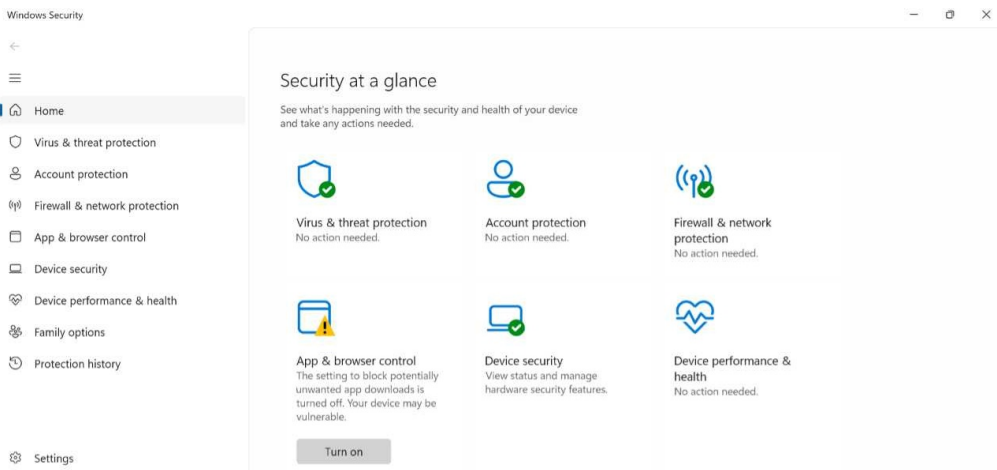 Windows Security
Home
Virus & threat protection
Account protection
Firewall & network protection
App & browser control
Device security
Device performance & health
Family options
Protection history
Settings
Security at a glance
See what's happening with the security and health of your device
and take any actions needed.
Virus & threat protection
No action needed.
Account protection
No action needed.
Firewall & network
protection
No action needed.
App & browser control
The setting to block potentially
unwanted app downloads is
turned off. Your device may be
vulnerable.
Turn on
Device security
View status and manage
hardware security features.
Device performance &
health
No action needed.